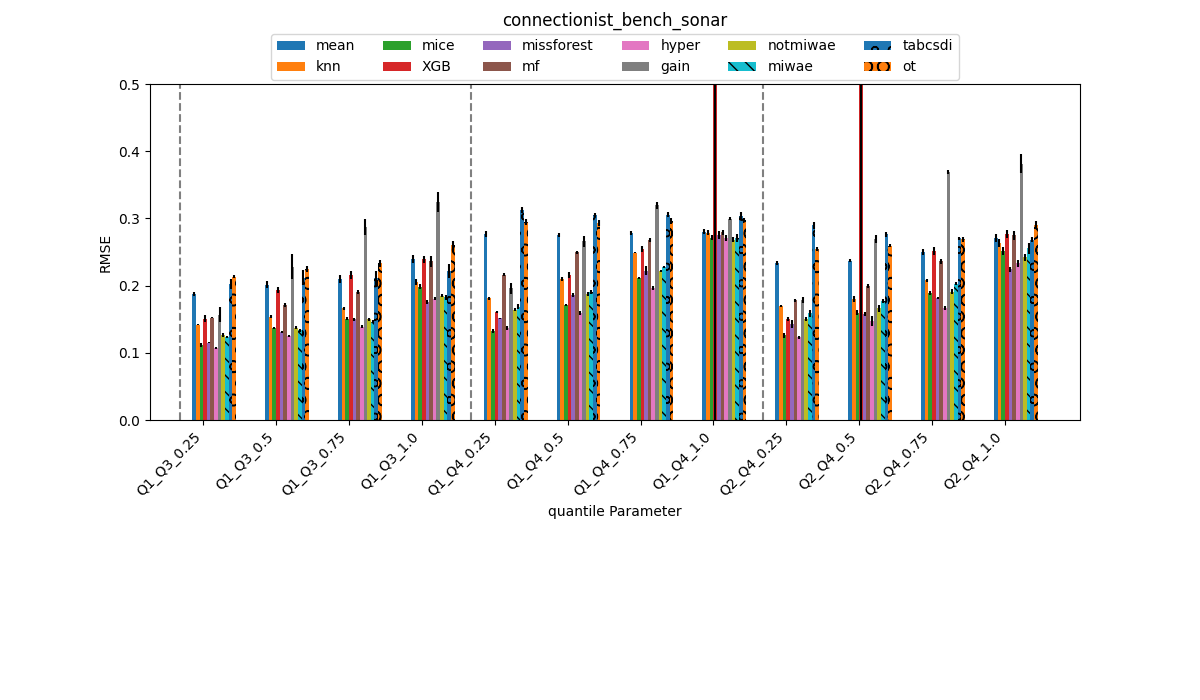 connectionist_bench_sonar
mean mice missforest hyper notmiwae tabcsdi
knn XGB mf gain miwae ot
0.5
0.4
0.3
0.2
0.1
0.0
RMSE
Q1_Q3_0.25 Q1_Q3_0.5 Q1_Q3_0.75 Q1_Q3_1.0 Q1_Q4_0.25 Q1_Q4_0.5 Q1_Q4_0.75 Q1_Q4_1.0 Q2_Q4_0.25 Q2_Q4_0.5 Q2_Q4_0.75 Q2_Q4_1.0
quantile Parameter